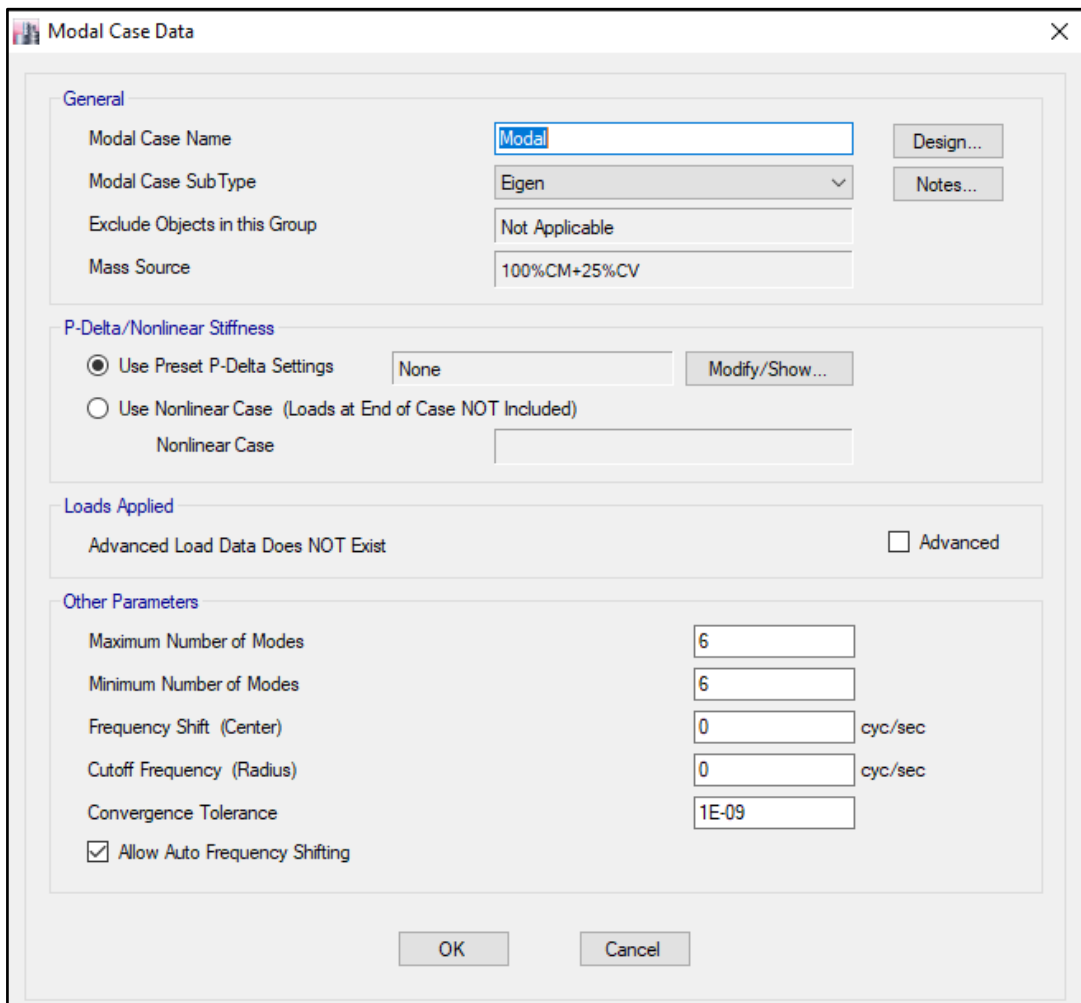 Modal Case Data
General
Modal Case Name Modal Design...
Modal Case SubType Eigen Notes...
Exclude Objects in this Group Not Applicable
Mass Source 100%CM+25%CV
P-Delta/Nonlinear Stiffness
Use Preset P-Delta Settings None Modify/Show...
Use Nonlinear Case (Loads at End of Case NOT Included)
Nonlinear Case
Loads Applied
Advanced Load Data Does NOT Exist Advanced
Other Parameters
Maximum Number of Modes 6
Minimum Number of Modes 6
Frequency Shift (Center) 0 cyc/sec
Cutoff Frequency (Radius) 0 cyc/sec
Convergence Tolerance 1E-09
Allow Auto Frequency Shifting
OK Cancel